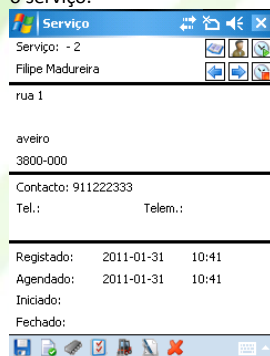 o serviço:
Serviço
Serviço: - 2
Filipe Madureira
rua 1
aveiro
3800-000
Contacto: 911222333
Tel.: Telem.:
Registado: 2011-01-31 10:41
Agendado: 2011-01-31 10:41
Iniciado:
Fechado: